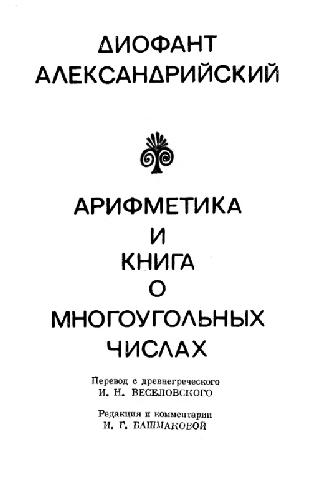 ДИОФАНТ
АЛЕКСАНДРИЙСКИЙ
АРИФМЕТИКА
И
КНИГА
О
МНОГОУГОЛЬНЫХ
ЧИСЛАХ
Перевод с древнегреческого
И. Н. ВЕСЕЛОВСКОГО
Редакция и комментарии
И. Г. БАШМАКОВОЙ